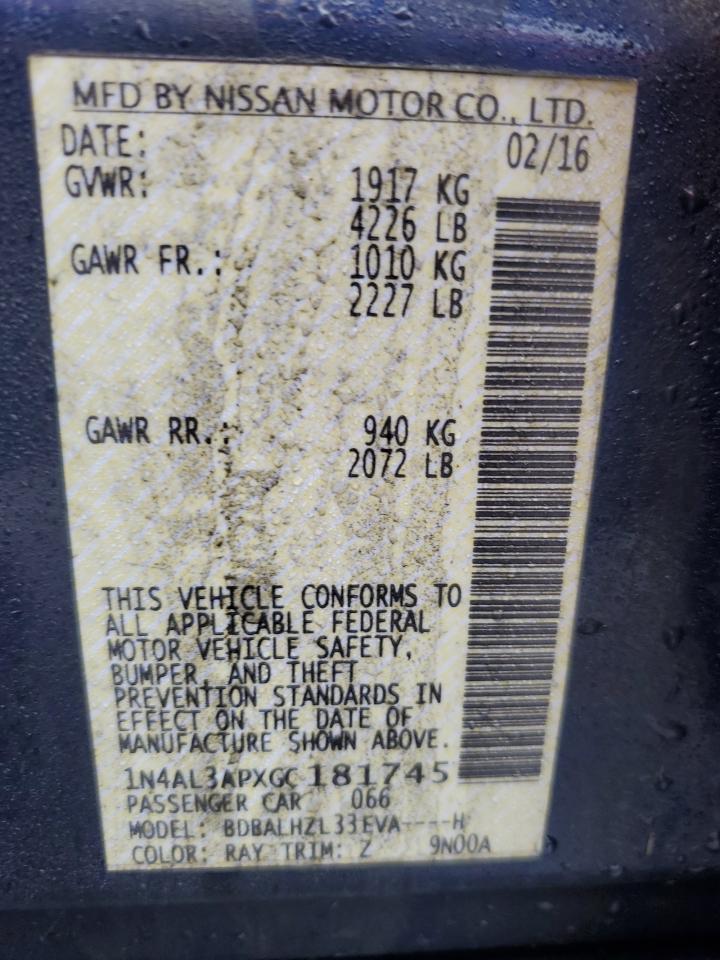 MFD BY NISSAN MOTOR CO., LTD.
DATE: 02/16
GVWR: 1917 KG
4226 LB
GAWR FR.: 1010 KG
2227 LB
GAWR RR.: 940 KG
2072 LB
THIS VEHICLE CONFORMS TO
ALL APPLICABLE FEDERAL
MOTOR VEHICLE SAFETY,
BUMPER, AND THEFT
PREVENTION STANDARDS IN
EFFECT ON THE DATE OF
MANUFACTURE SHOWN ABOVE.
1N4AL3APXGC181745
PASSENGER CAR 066
MODEL: BDBALHZL33EVA----H
COLOR: RAY TRIM: Z 9N00A